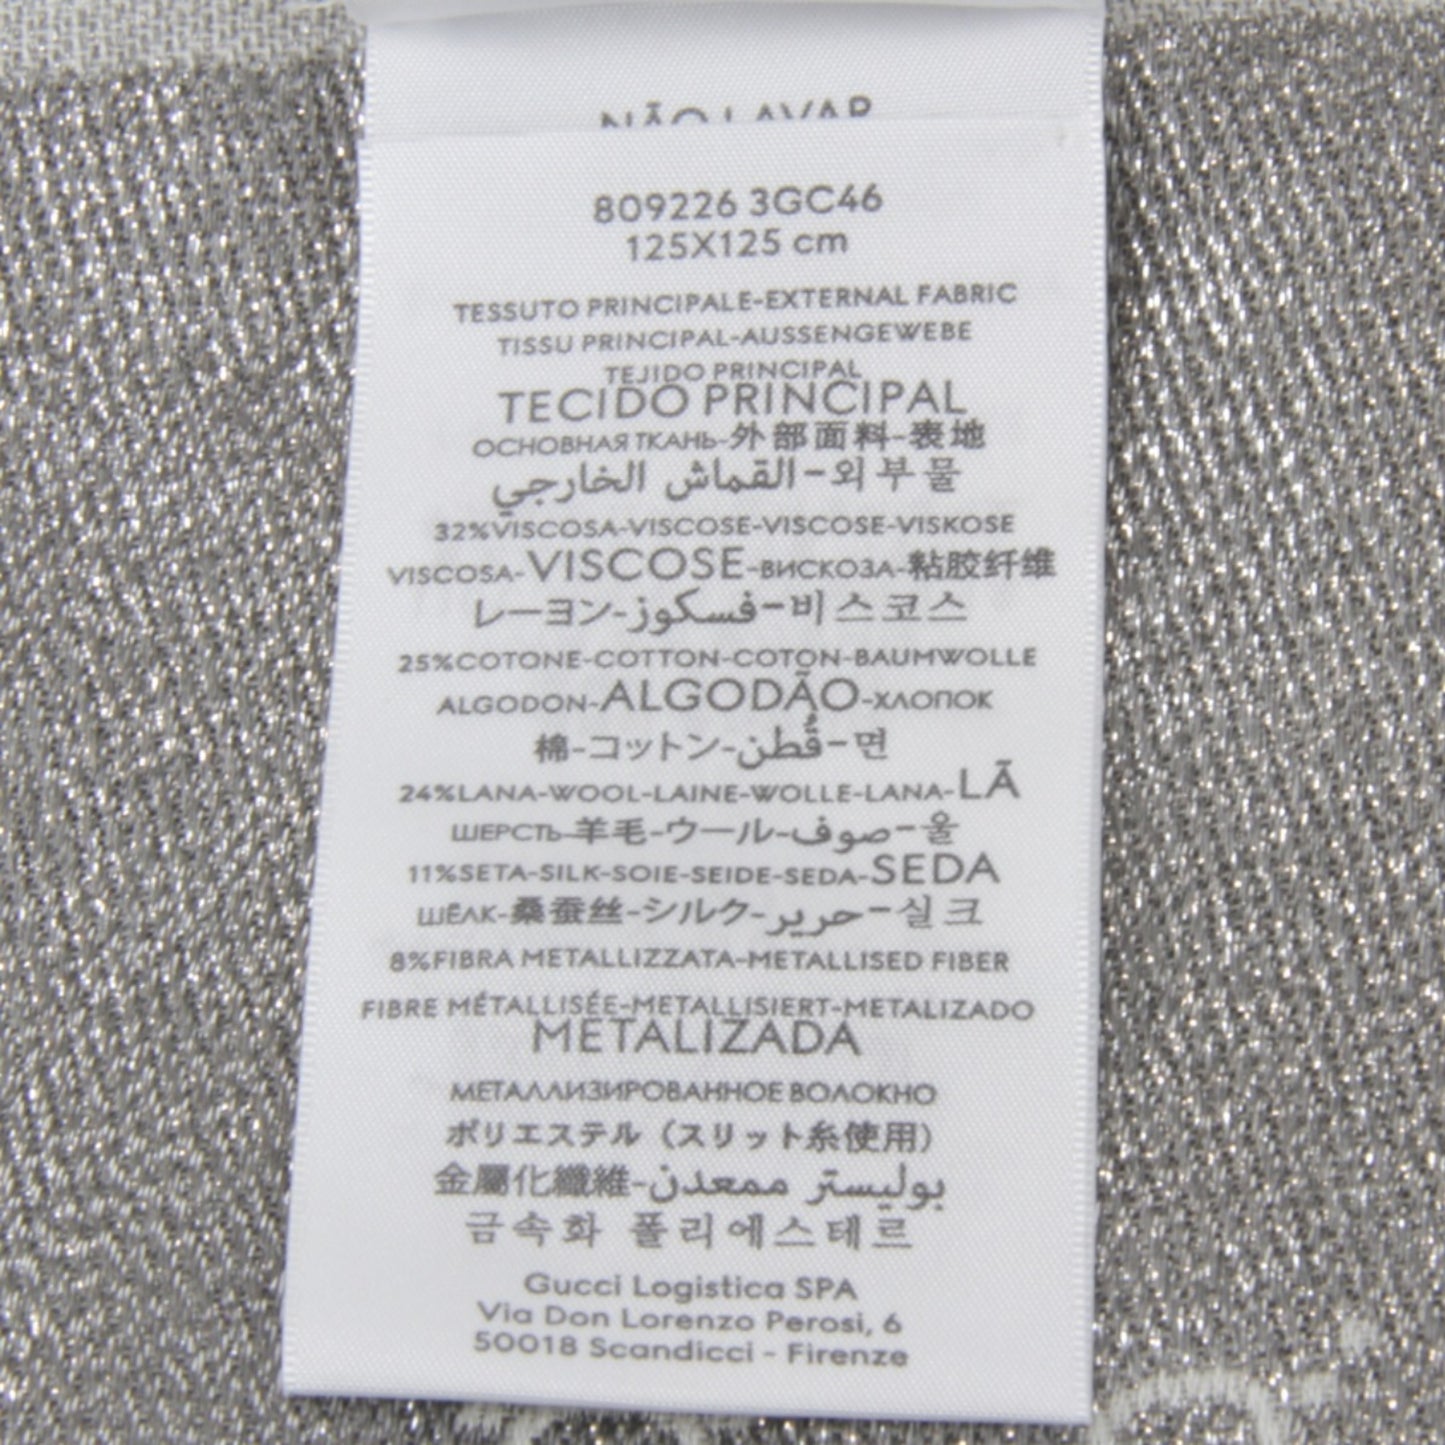 NÃO LAVAR
809226 3GC46
125X125 cm
TESSUTO PRINCIPALE-EXTERNAL FABRIC
TISSU PRINCIPAL-AUSSENGEWEBE
TEJIDO PRINCIPAL
TECIDO PRINCIPAL
ОСНОВНАЯ ТКАНЬ-外部面料-表地
القماش الخارجي-외부물
32%VISCOSA-VISCOSE-VISCOSE-VISKOSE
VISCOSA-VISCOSE-ВИСКОЗА-粘胶纤维
レーヨン-فسكوز-비스코스
25%COTONE-COTTON-COTON-BAUMWOLLE
ALGODON-ALGODÃO-ХЛОПОК
棉-コットン-قُطن-면
24%LANA-WOOL-LAINE-WOLLE-LANA-LÃ
ШЕРСТЬ-羊毛-ウール-صوف-울
11%SETA-SILK-SOIE-SEIDE-SEDA-SEDA
ШЁЛК-桑蚕丝-シルク-حرير-실크
8%FIBRA METALLIZZATA-METALLISED FIBER
FIBRE MÉTALLISÉE-METALLISIERT-METALIZADO
METALIZADA
МЕТАЛЛИЗИРОВАННОЕ ВОЛОКНО
ポリエステル（スリット糸使用）
金屬化纖維-بوليستر ممعدن
금속화 폴리에스테르
Gucci Logistica SPA
Via Don Lorenzo Perosi, 6
50018 Scandicci - Firenze